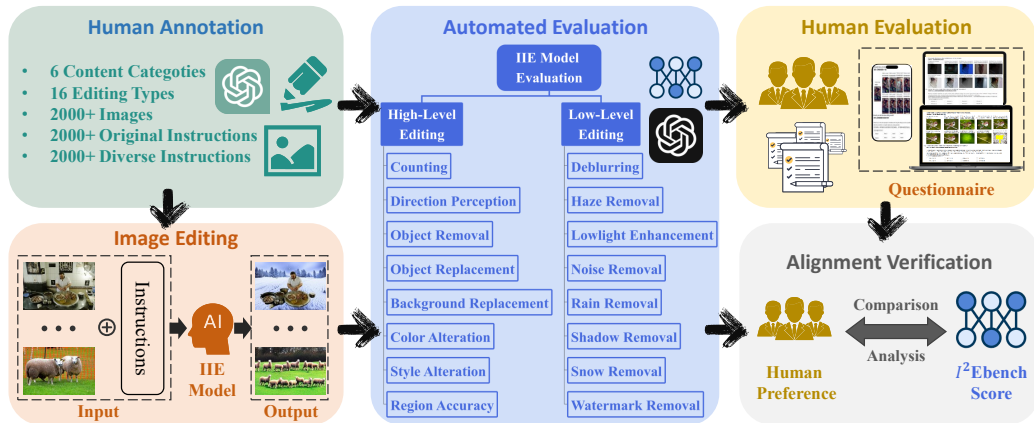 Human Annotation
• 6 Content Categoties
• 16 Editing Types
• 2000+ Images
• 2000+ Original Instructions
• 2000+ Diverse Instructions
Image Editing
Instructions
AI
IIE
Model
Input
Output
Automated Evaluation
IIE Model
Evaluation
High-Level
Editing
Counting
Direction Perception
Object Removal
Object Replacement
Background Replacement
Color Alteration
Style Alteration
Region Accuracy
Low-Level
Editing
Deblurring
Haze Removal
Lowlight Enhancement
Noise Removal
Rain Removal
Shadow Removal
Snow Removal
Watermark Removal
Human Evaluation
Questionnaire
Alignment Verification
Comparison
Analysis
Human
Preference
I²Ebench
Score